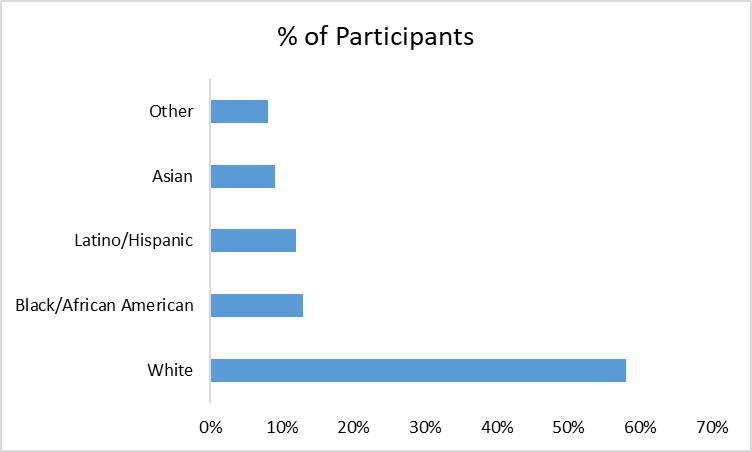 % of Participants
Other
Asian
Latino/Hispanic
Black/African American
White
0% 10% 20% 30% 40% 50% 60% 70%